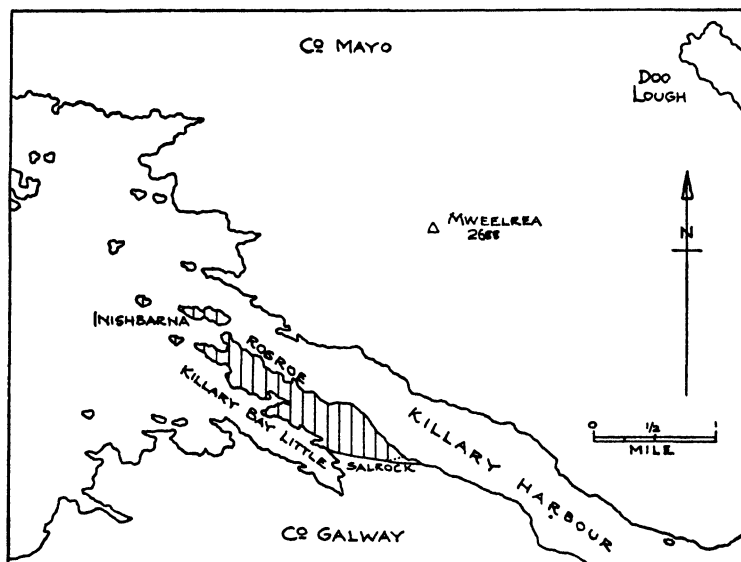 Cº MAYO
DOO
LOUGH
MWEELREA
2688
N
INISHBARNA
ROSROE
KILLARY BAY LITTLE
KILLARY HARBOUR
SALROCK
0 1/2 1
MILE
Cº GALWAY